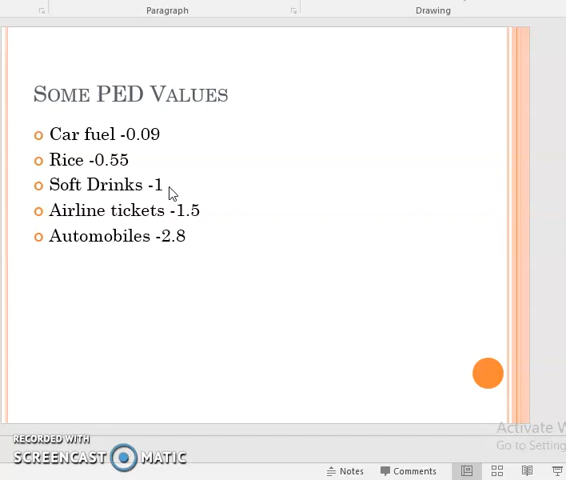 Paragraph
Drawing
SOME PED VALUES
Car fuel -0.09
Rice -0.55
Soft Drinks -1
Airline tickets -1.5
Automobiles -2.8
Activate W
Go to Setting
RECORDED WITH
SCREENCAST MATIC
Notes
Comments